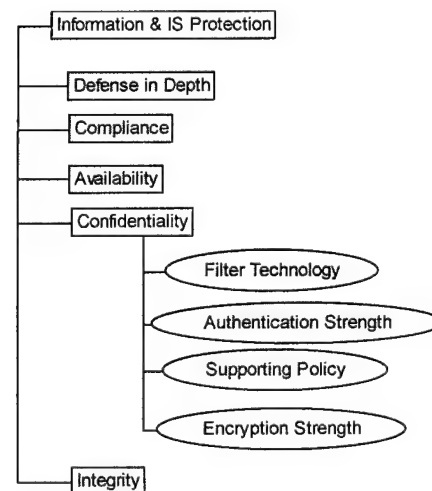 Information & IS Protection
Defense in Depth
Compliance
Availability
Confidentiality
Filter Technology
Authentication Strength
Supporting Policy
Encryption Strength
Integrity